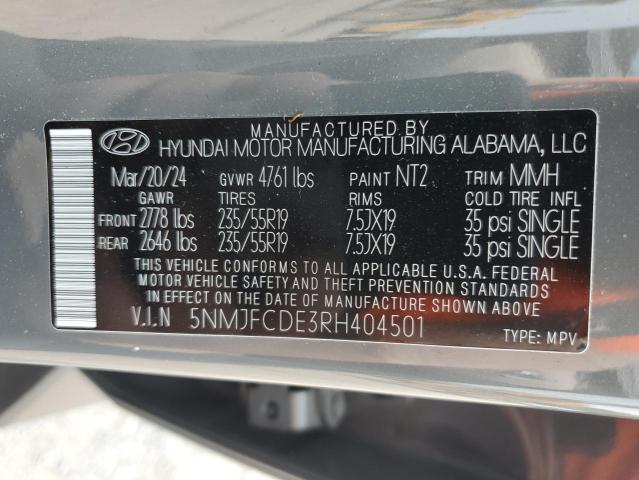 MANUFACTURED BY
HYUNDAI MOTOR MANUFACTURING ALABAMA, LLC
Mar/20/24 GVWR 4761 lbs PAINT NT2 TRIM MMH
GAWR TIRES RIMS COLD TIRE INFL
FRONT 2778 lbs 235/55R19 7.5JX19 35 psi SINGLE
REAR 2646 lbs 235/55R19 7.5JX19 35 psi SINGLE
THIS VEHICLE CONFORMS TO ALL APPLICABLE U.S.A. FEDERAL
MOTOR VEHICLE SAFETY AND THEFT PREVENTION STANDARDS
IN EFFECT ON THE DATE OF MANUFACTURE SHOWN ABOVE
V.I.N 5NMJFCDE3RH404501 TYPE: MPV